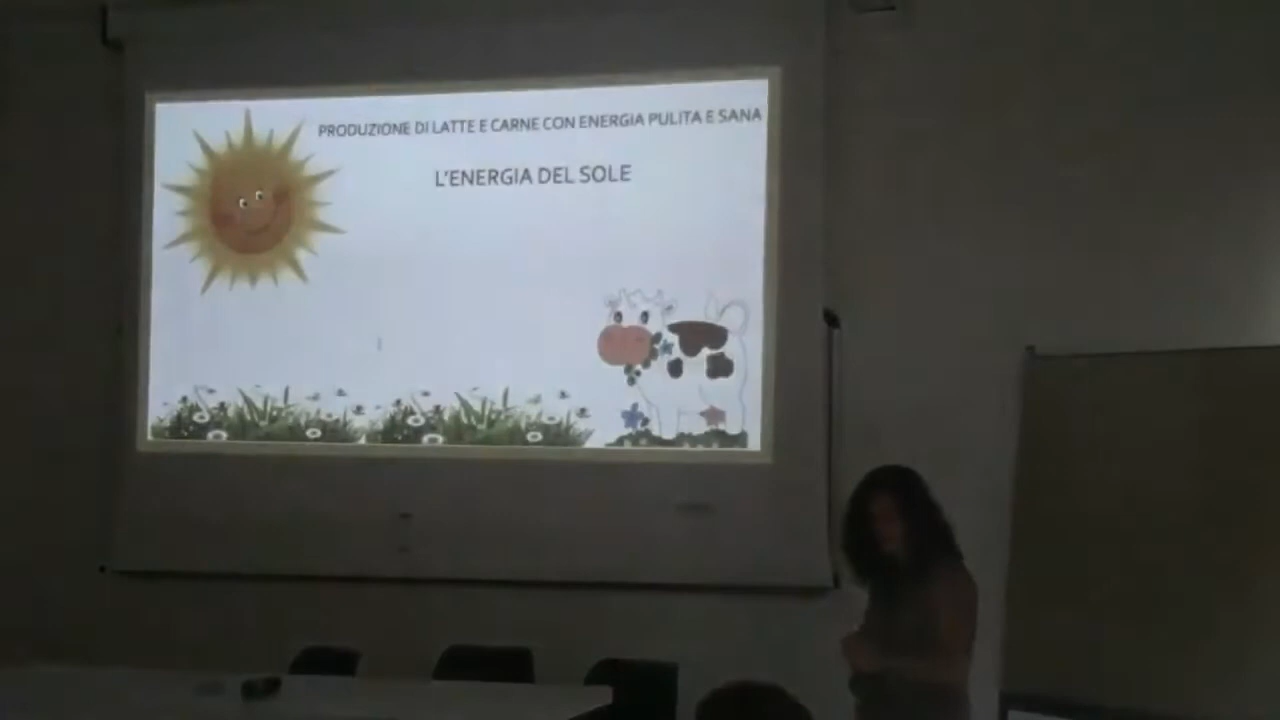 PRODUZIONE DI LATTE E CARNE CON ENERGIA PULITA E SANA
L'ENERGIA DEL SOLE